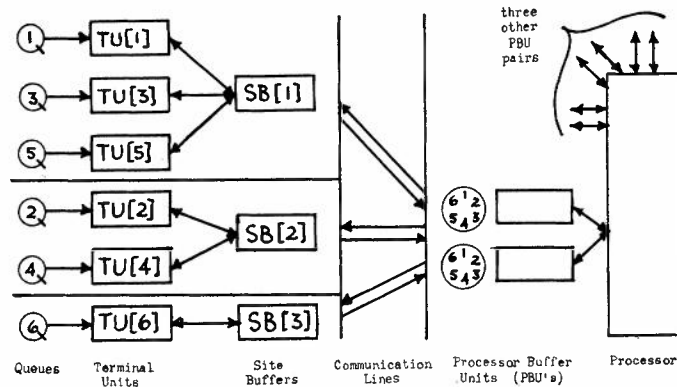 three
other
PBU
pairs
1 TU[1]
3 TU[3] SB[1]
5 TU[5]
2 TU[2]
SB[2]
4 TU[4]
6 TU[6] SB[3]
6 1 2
5 4 3
6 1 2
5 4 3
Queues Terminal Units
Site Buffers
Communication Lines
Processor Buffer Units (PBU's)
Processor